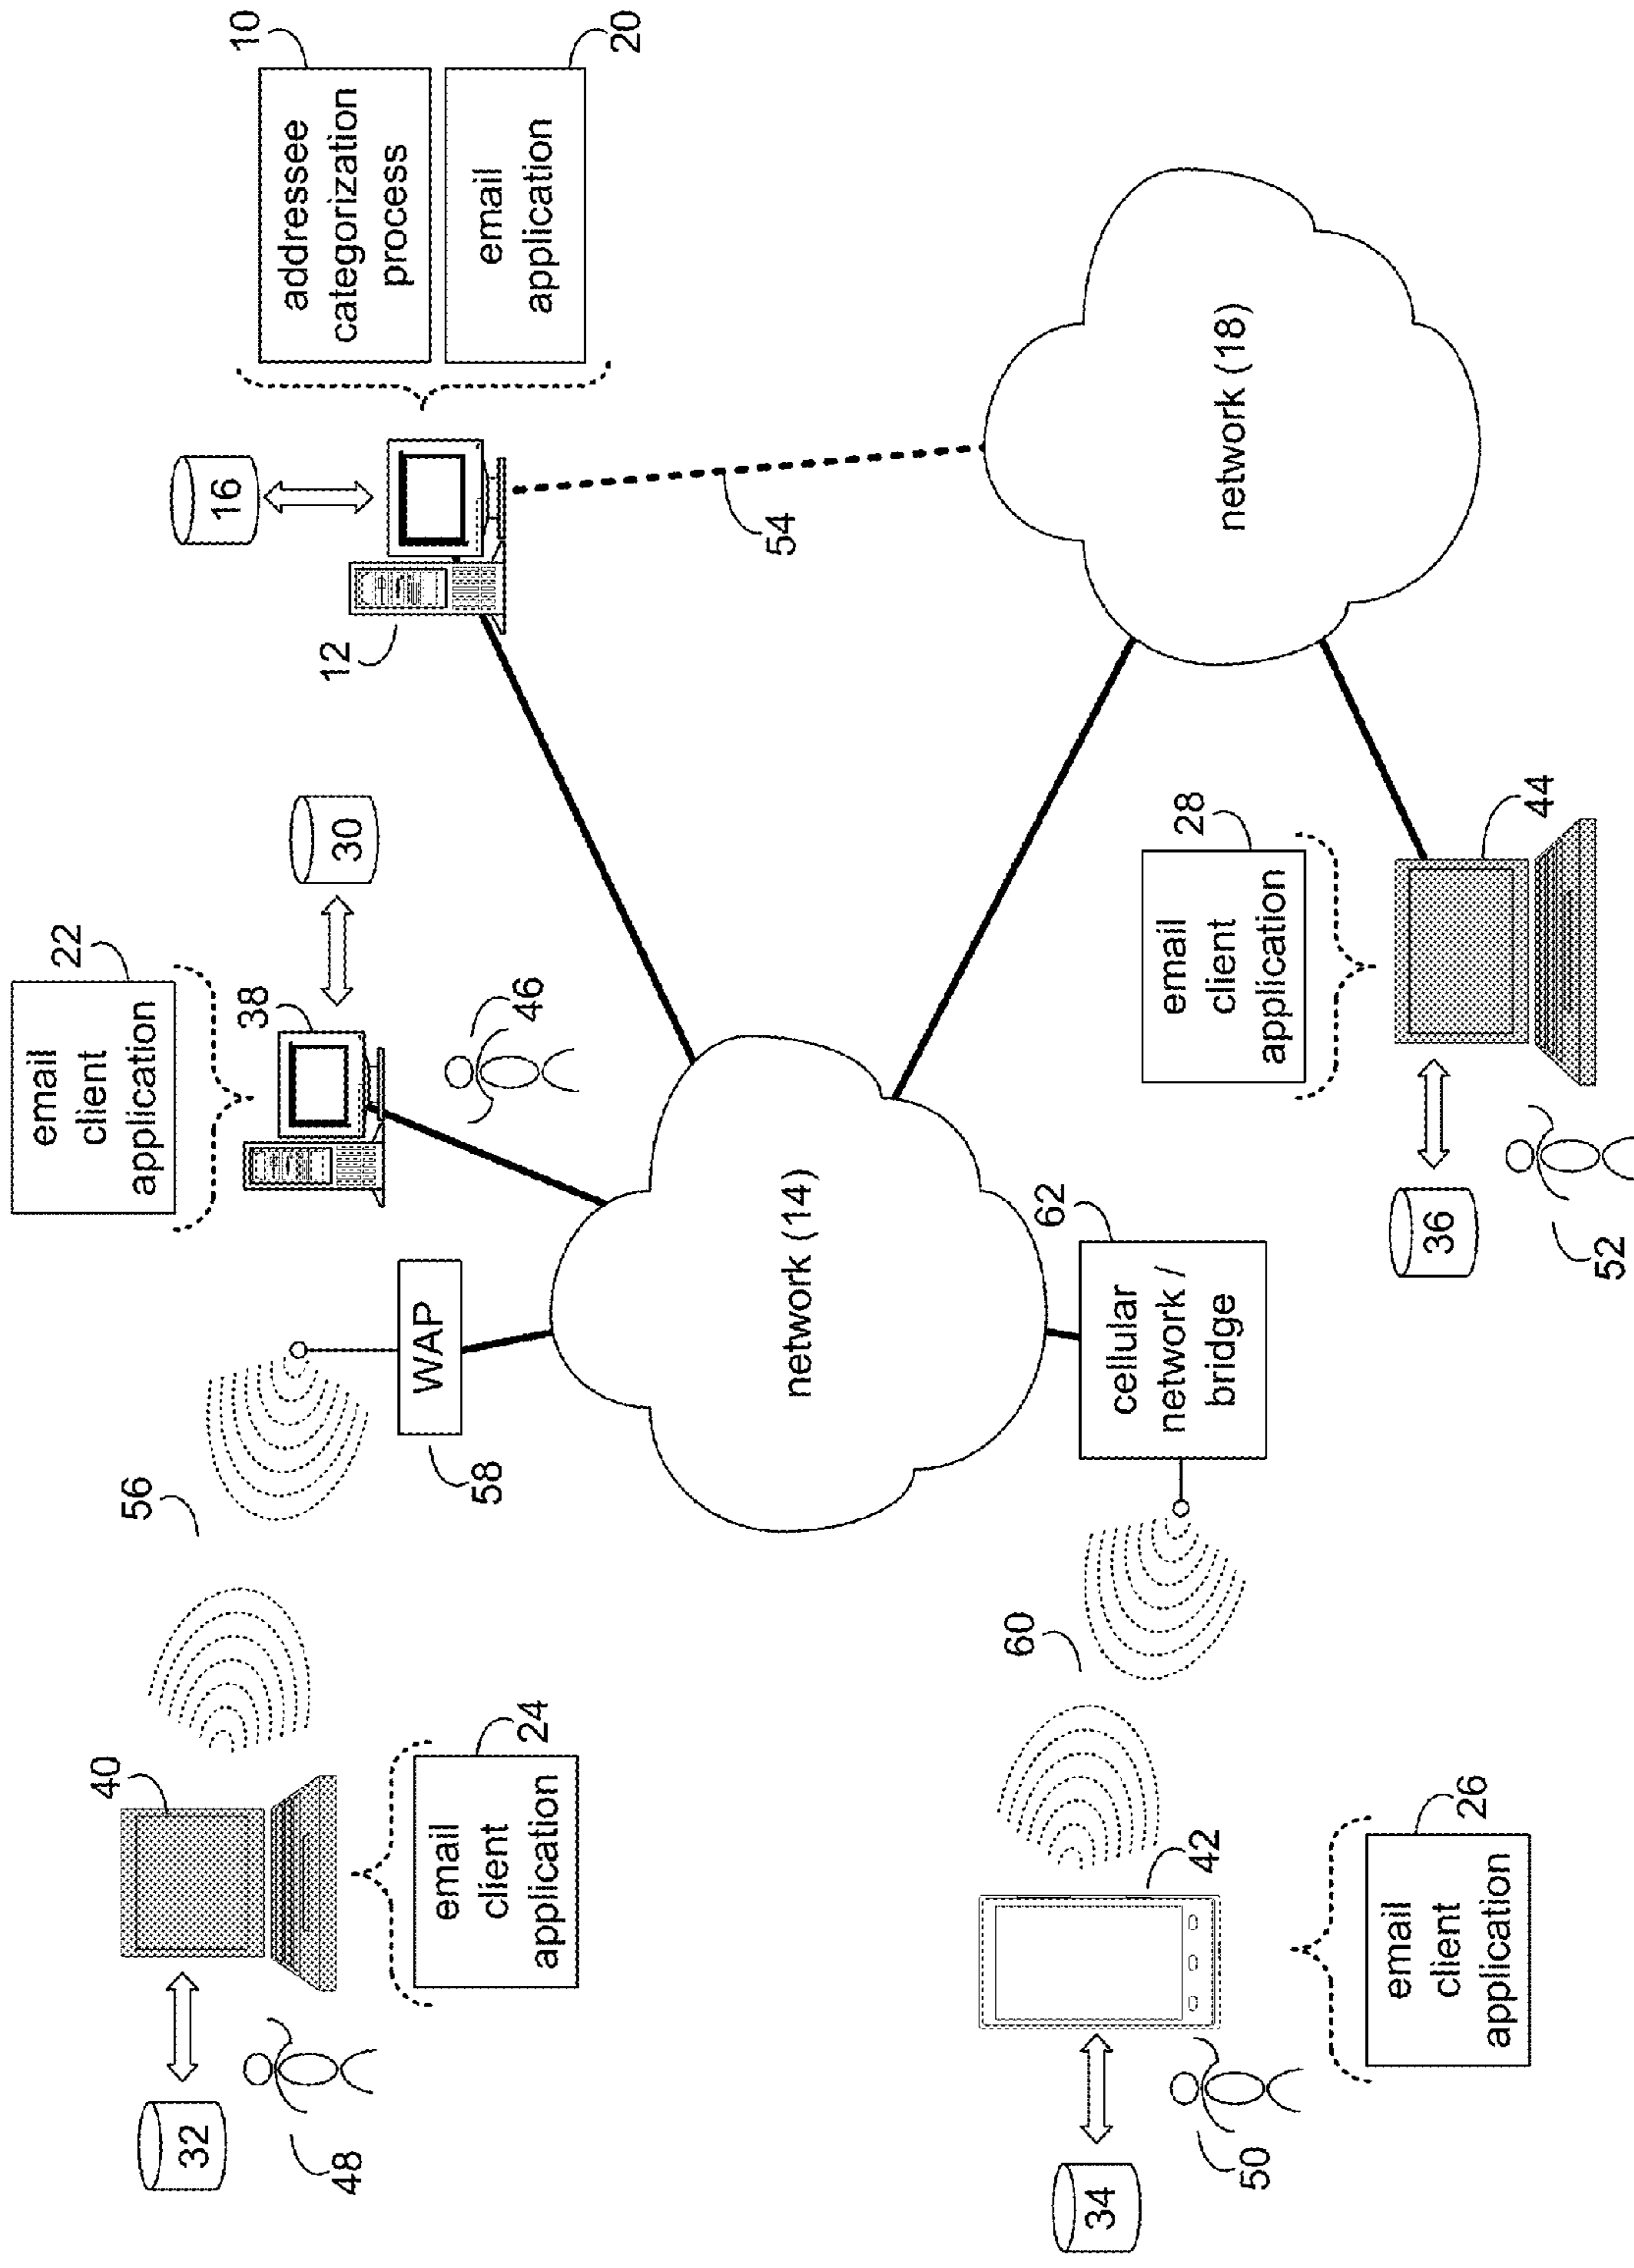 email
client
application
22
38
30
46
40
56
32
48
email
client
application
24
WAP
58
16
12
addressee
categorization
process
10
email
application
20
54
network (14)
network (18)
60
62
cellular
network /
bridge
42
34
50
email
client
application
26
email
client
application
28
44
36
52